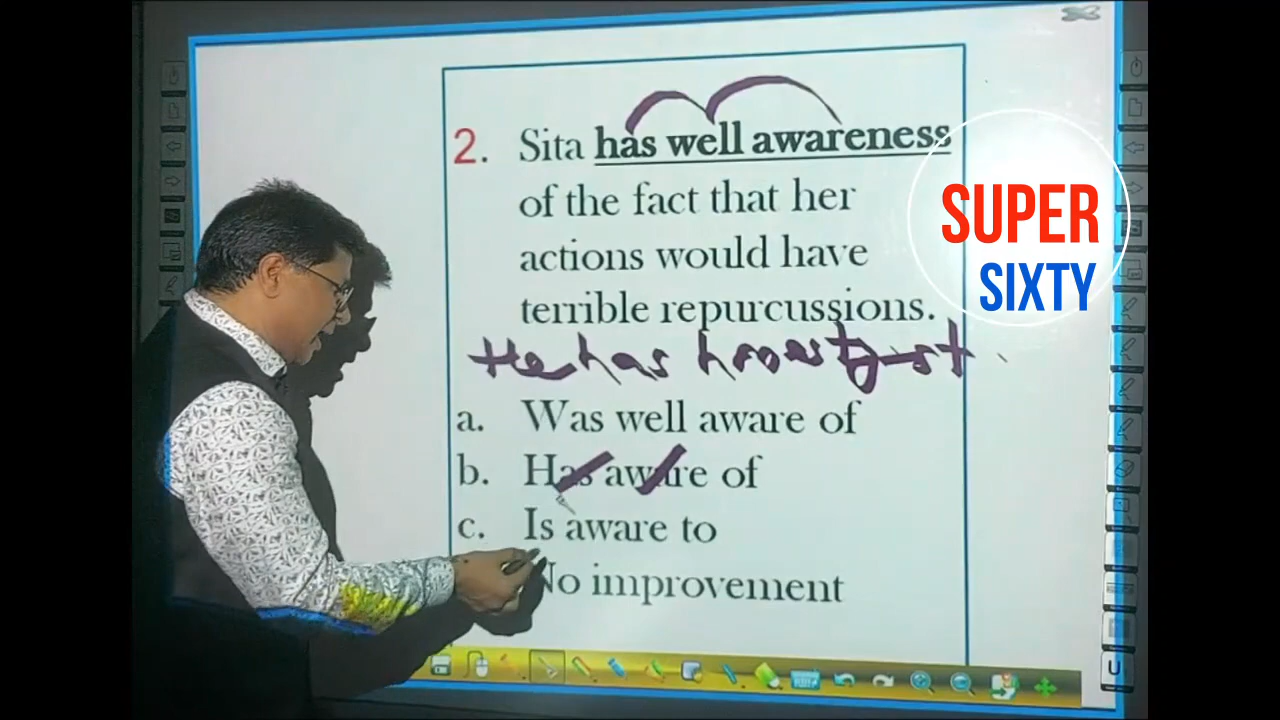 2. Sita has well awareness
of the fact that her
actions would have
terrible repurcussions.
He has
a. Was well aware of
b. Has aware of
c. Is aware to
No improvement
SUPER
SIXTY